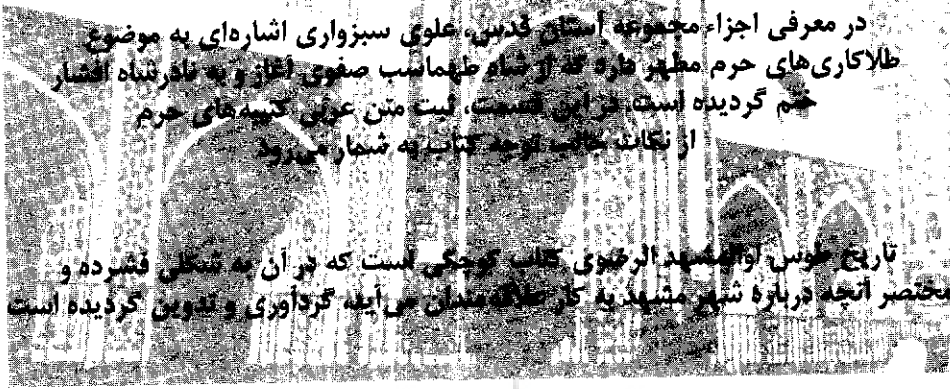 در معرفی اجزاء مجموعه آستان قدس، علوی سبزواری اشاره‌ای به موضوع
طلاکاری‌های حرم مطهر دارد که از شاه طهماسب صفوی آغاز و به نادرشاه افشار
ختم گردیده است. در این قسمت، ثبت متن عربی کتیبه‌های حرم
از نکات جالب توجه کتاب به شمار می‌رود
تاریخ طوس اوالمشهد الرضوی کتاب کوچکی است که در آن به شکلی فشرده و
مختصر آنچه درباره شهر مشهد به کار علاقه‌مندان می‌آید، گردآوری و تدوین گردیده است